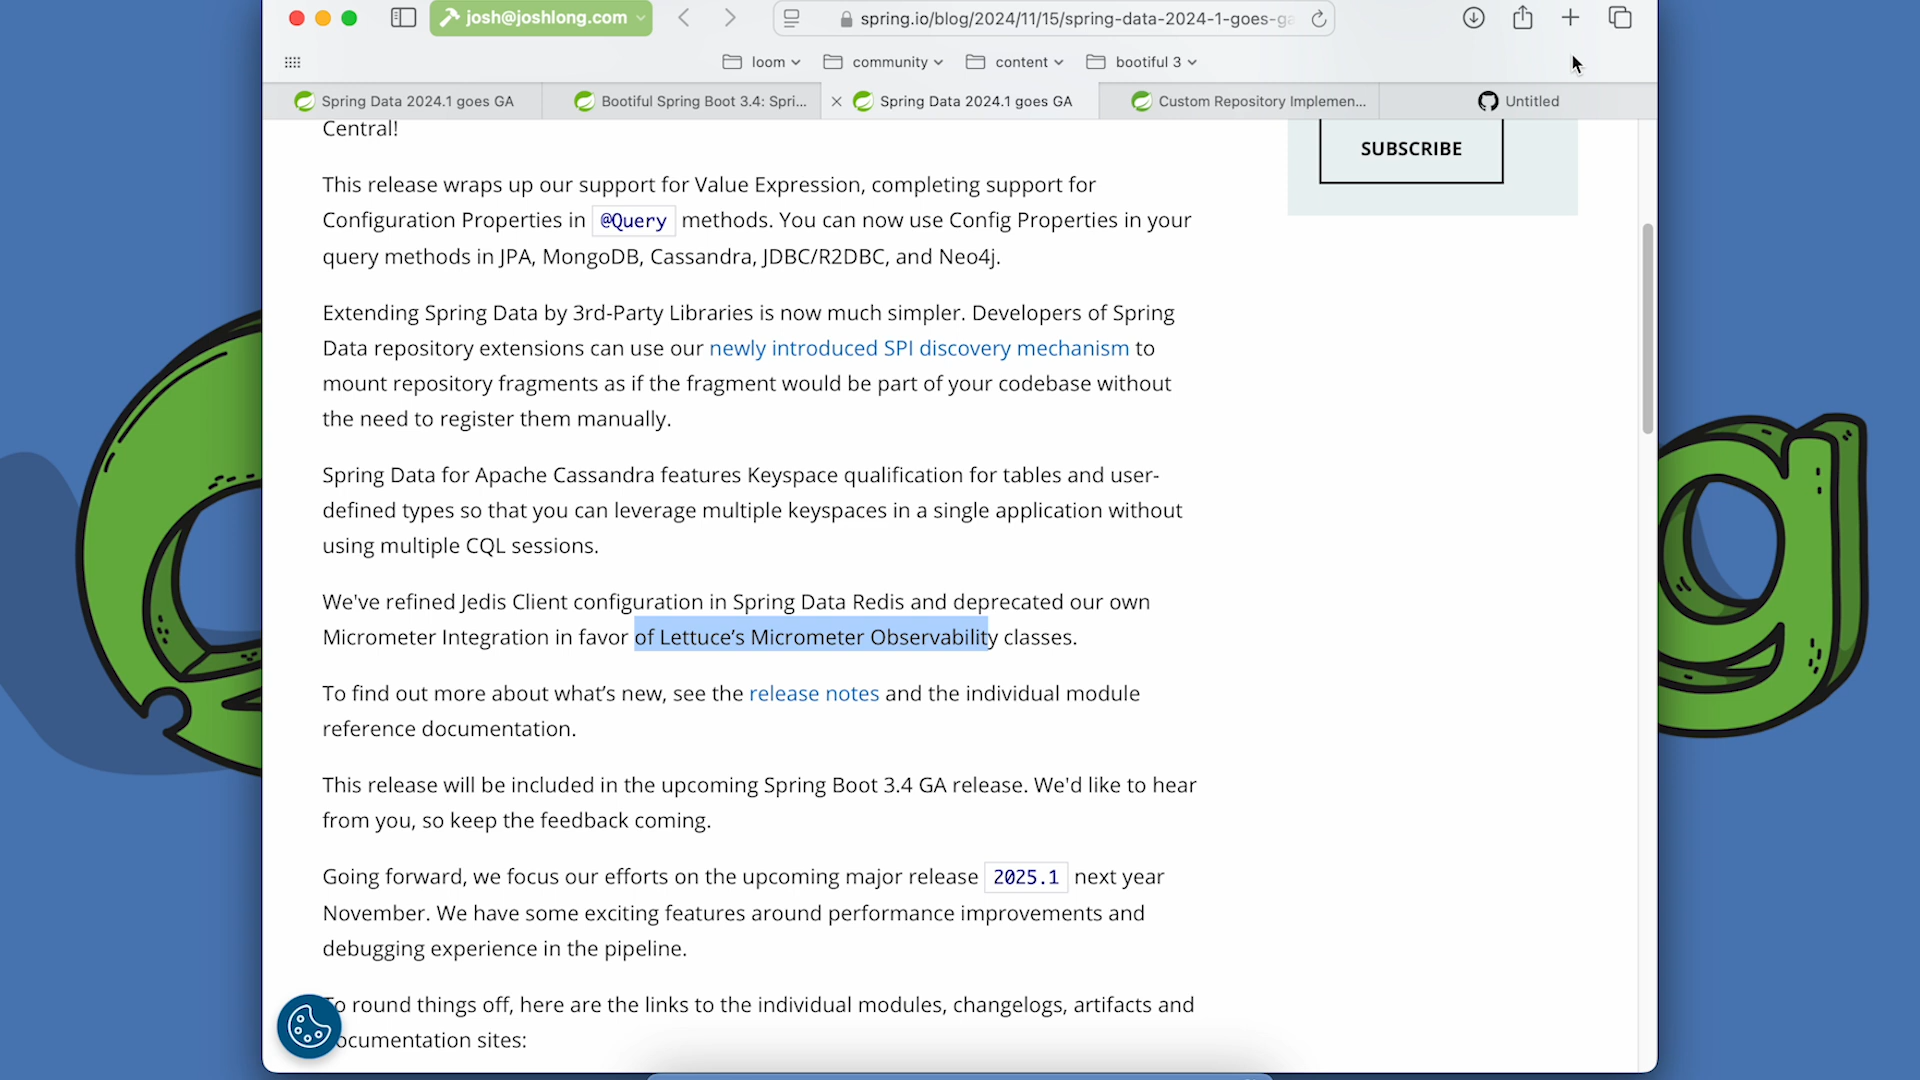 josh@joshlong.com
spring.io/blog/2024/11/15/spring-data-2024-1-goes-ga
loom
community
content
bootiful 3
Spring Data 2024.1 goes GA
Bootiful Spring Boot 3.4: Spri...
Spring Data 2024.1 goes GA
Custom Repository Implemen...
Untitled
Central!
SUBSCRIBE
This release wraps up our support for Value Expression, completing support for
Configuration Properties in @Query methods. You can now use Config Properties in your
query methods in JPA, MongoDB, Cassandra, JDBC/R2DBC, and Neo4j.
Extending Spring Data by 3rd-Party Libraries is now much simpler. Developers of Spring
Data repository extensions can use our newly introduced SPI discovery mechanism to
mount repository fragments as if the fragment would be part of your codebase without
the need to register them manually.
Spring Data for Apache Cassandra features Keyspace qualification for tables and user-
defined types so that you can leverage multiple keyspaces in a single application without
using multiple CQL sessions.
We've refined Jedis Client configuration in Spring Data Redis and deprecated our own
Micrometer Integration in favor of Lettuce’s Micrometer Observability classes.
To find out more about what’s new, see the release notes and the individual module
reference documentation.
This release will be included in the upcoming Spring Boot 3.4 GA release. We'd like to hear
from you, so keep the feedback coming.
Going forward, we focus our efforts on the upcoming major release 2025.1 next year
November. We have some exciting features around performance improvements and
debugging experience in the pipeline.
To round things off, here are the links to the individual modules, changelogs, artifacts and
documentation sites:
g